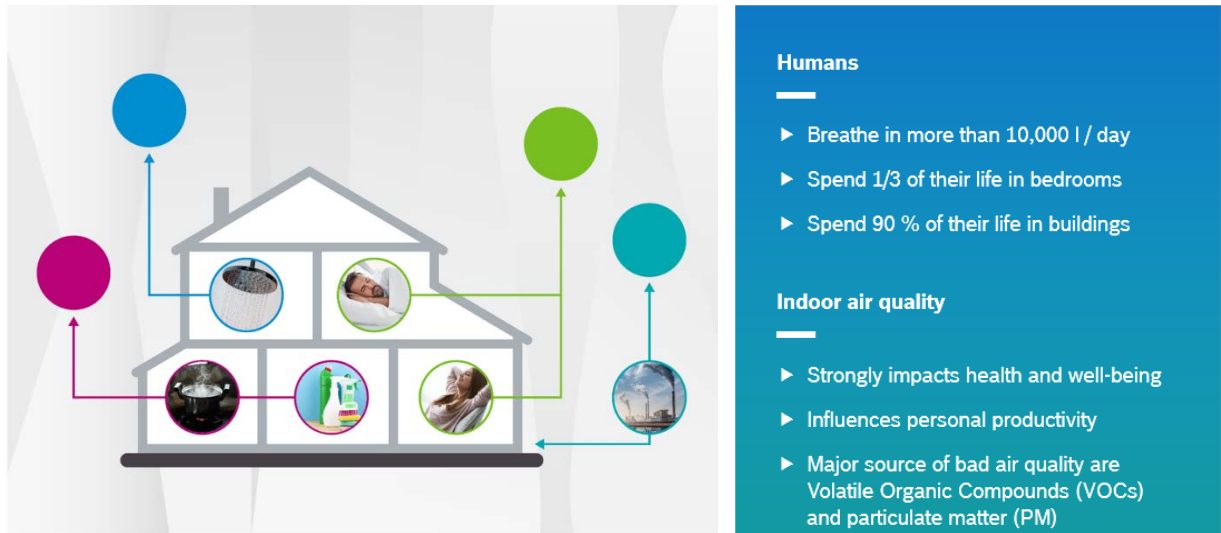 Humans
Breathe in more than 10,000 l / day
Spend 1/3 of their life in bedrooms
Spend 90 % of their life in buildings
Indoor air quality
Strongly impacts health and well-being
Influences personal productivity
Major source of bad air quality are
Volatile Organic Compounds (VOCs)
and particulate matter (PM)